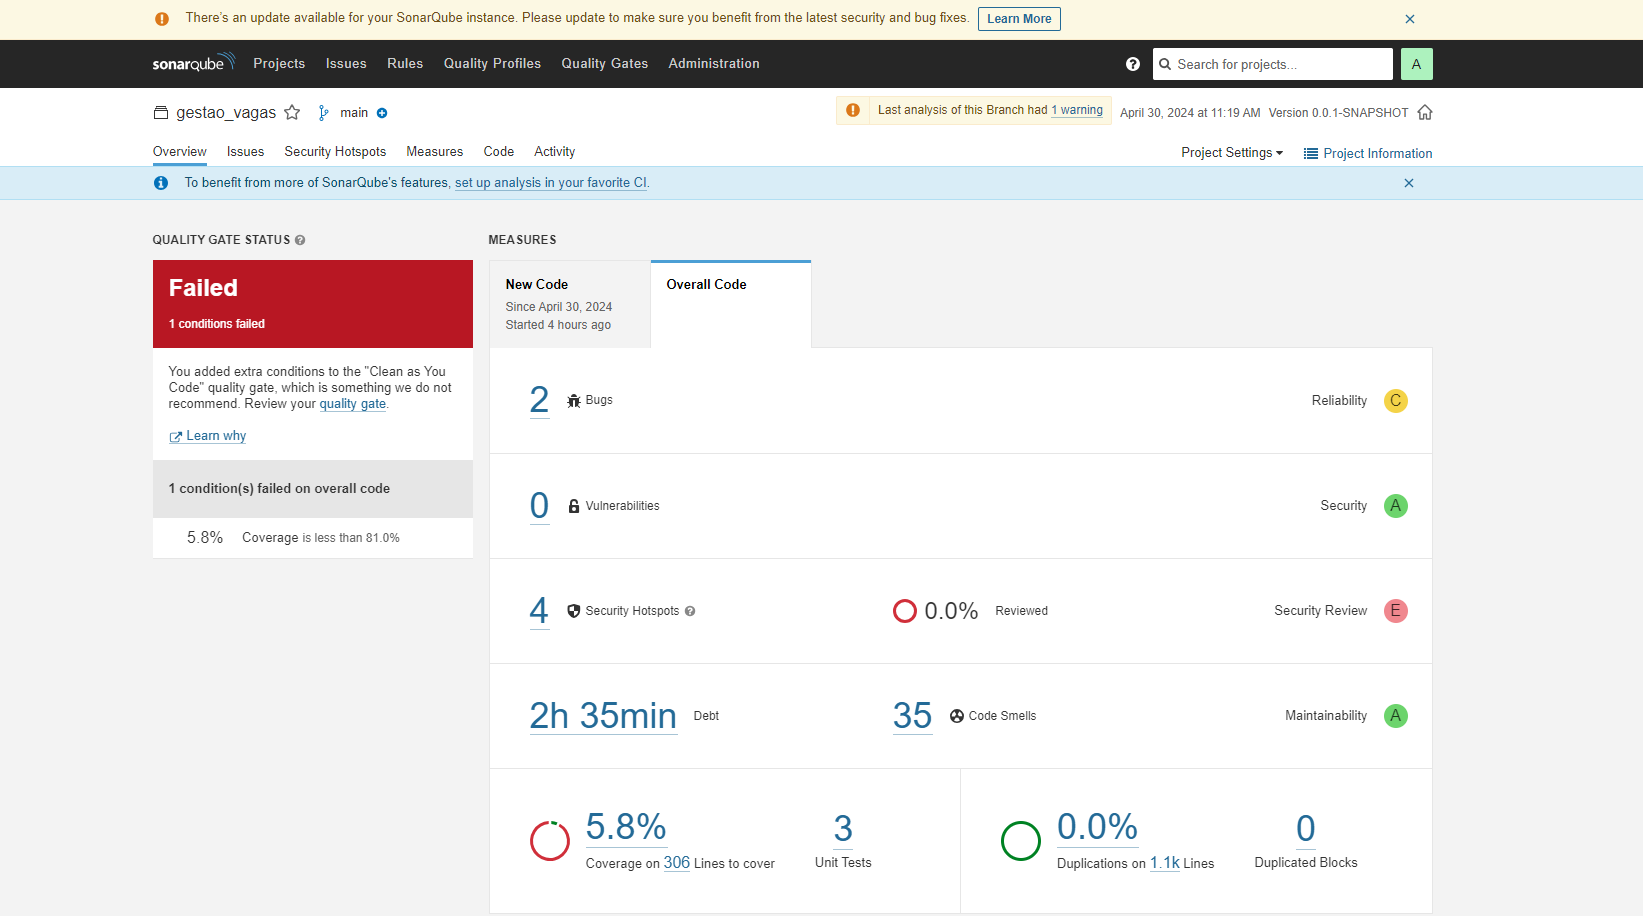 There's an update available for your SonarQube instance. Please update to make sure you benefit from the latest security and bug fixes. Learn More
sonarqube Projects Issues Rules Quality Profiles Quality Gates Administration Search for projects... A
gestao_vagas main Last analysis of this Branch had 1 warning April 30, 2024 at 11:19 AM Version 0.0.1-SNAPSHOT
Overview Issues Security Hotspots Measures Code Activity Project Settings Project Information
To benefit from more of SonarQube's features, set up analysis in your favorite CI.
QUALITY GATE STATUS
Failed
1 conditions failed
You added extra conditions to the "Clean as You
Code" quality gate, which is something we do not
recommend. Review your quality gate.
Learn why
1 condition(s) failed on overall code
5.8% Coverage is less than 81.0%
MEASURES
New Code
Since April 30, 2024
Started 4 hours ago
Overall Code
2 Bugs Reliability C
0 Vulnerabilities Security A
4 Security Hotspots 0.0% Reviewed Security Review E
2h 35min Debt 35 Code Smells Maintainability A
5.8%
Coverage on 306 Lines to cover
3
Unit Tests
0.0%
Duplications on 1.1k Lines
0
Duplicated Blocks